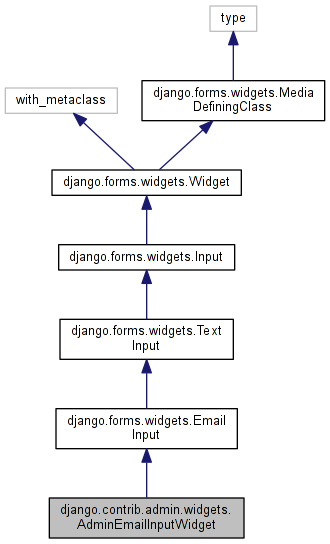 type
with_metaclass
django.forms.widgets.Media
DefiningClass
django.forms.widgets.Widget
django.forms.widgets.Input
django.forms.widgets.Text
Input
django.forms.widgets.Email
Input
django.contrib.admin.widgets.
AdminEmailInputWidget